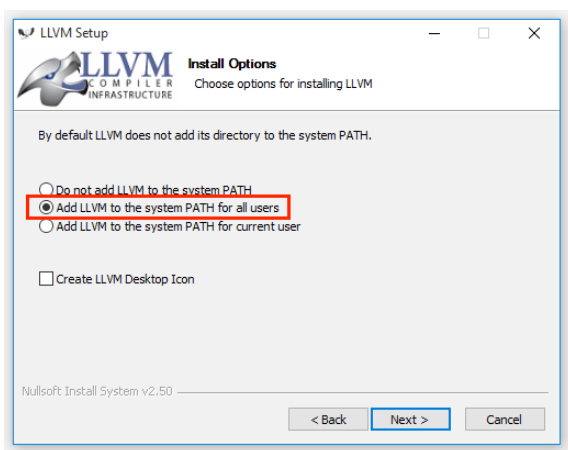 LLVM Setup
LLVM
COMPILER
INFRASTRUCTURE
Install Options
Choose options for installing LLVM
By default LLVM does not add its directory to the system PATH.
Do not add LLVM to the system PATH
Add LLVM to the system PATH for all users
Add LLVM to the system PATH for current user
Create LLVM Desktop Icon
Nullsoft Install System v2.50
< Back Next > Cancel